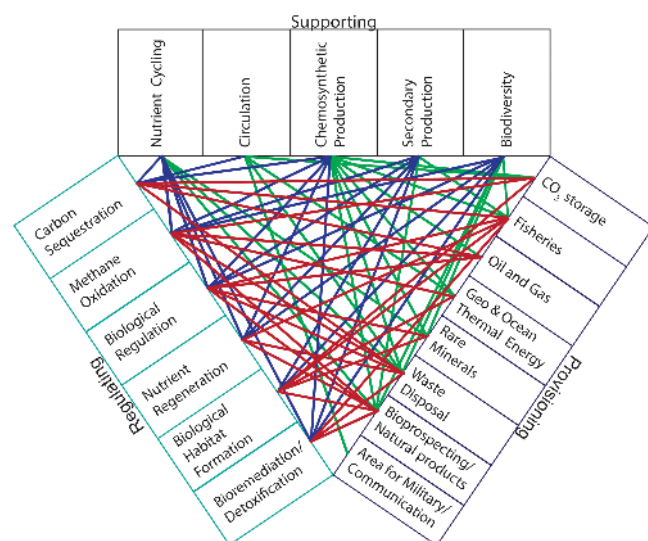 Supporting
Nutrient Cycling
Circulation
Chemosynthetic
Production
Secondary
Production
Biodiversity
Carbon
Sequestration
Methane
Oxidation
Biological
Regulation
Nutrient
Regeneration
Biological
Habitat
Formation
Bioremediation/
Detoxification
Regulating
CO₂ storage
Fisheries
Oil and Gas
Geo & Ocean
Thermal Energy
Rare
Minerals
Waste
Disposal
Bioprospecting/
Natural products
Area for Military/
Communication
Provisioning